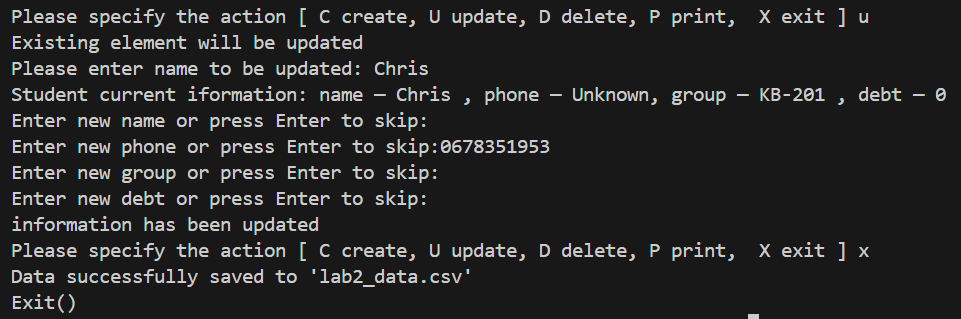 Please specify the action [ C create, U update, D delete, P print,  X exit ] u
Existing element will be updated
Please enter name to be updated: Chris
Student current iformation: name — Chris , phone — Unknown, group — KB-201 , debt — 0
Enter new name or press Enter to skip:
Enter new phone or press Enter to skip:0678351953
Enter new group or press Enter to skip:
Enter new debt or press Enter to skip:
information has been updated
Please specify the action [ C create, U update, D delete, P print,  X exit ] x
Data successfully saved to 'lab2_data.csv'
Exit()